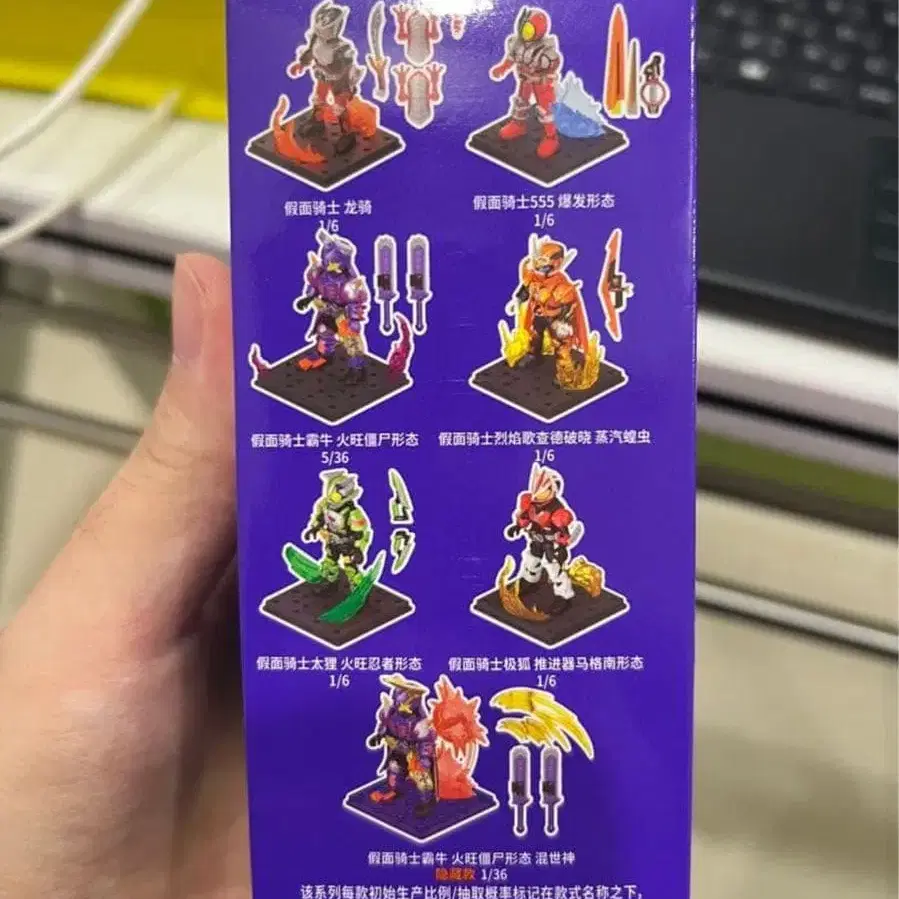 假面骑士 龙骑
1/6
假面骑士555 爆发形态
1/6
假面骑士霸牛 火旺僵尸形态
5/36
假面骑士烈焰歌查德破晓 蒸汽蝗虫
1/6
假面骑士太狸 火旺忍者形态
1/6
假面骑士极狐 推进器马格南形态
1/6
假面骑士霸牛 火旺僵尸形态 混世神
隐藏款 1/36
该系列每款初始生产比例/抽取概率标记在款式名称之下,